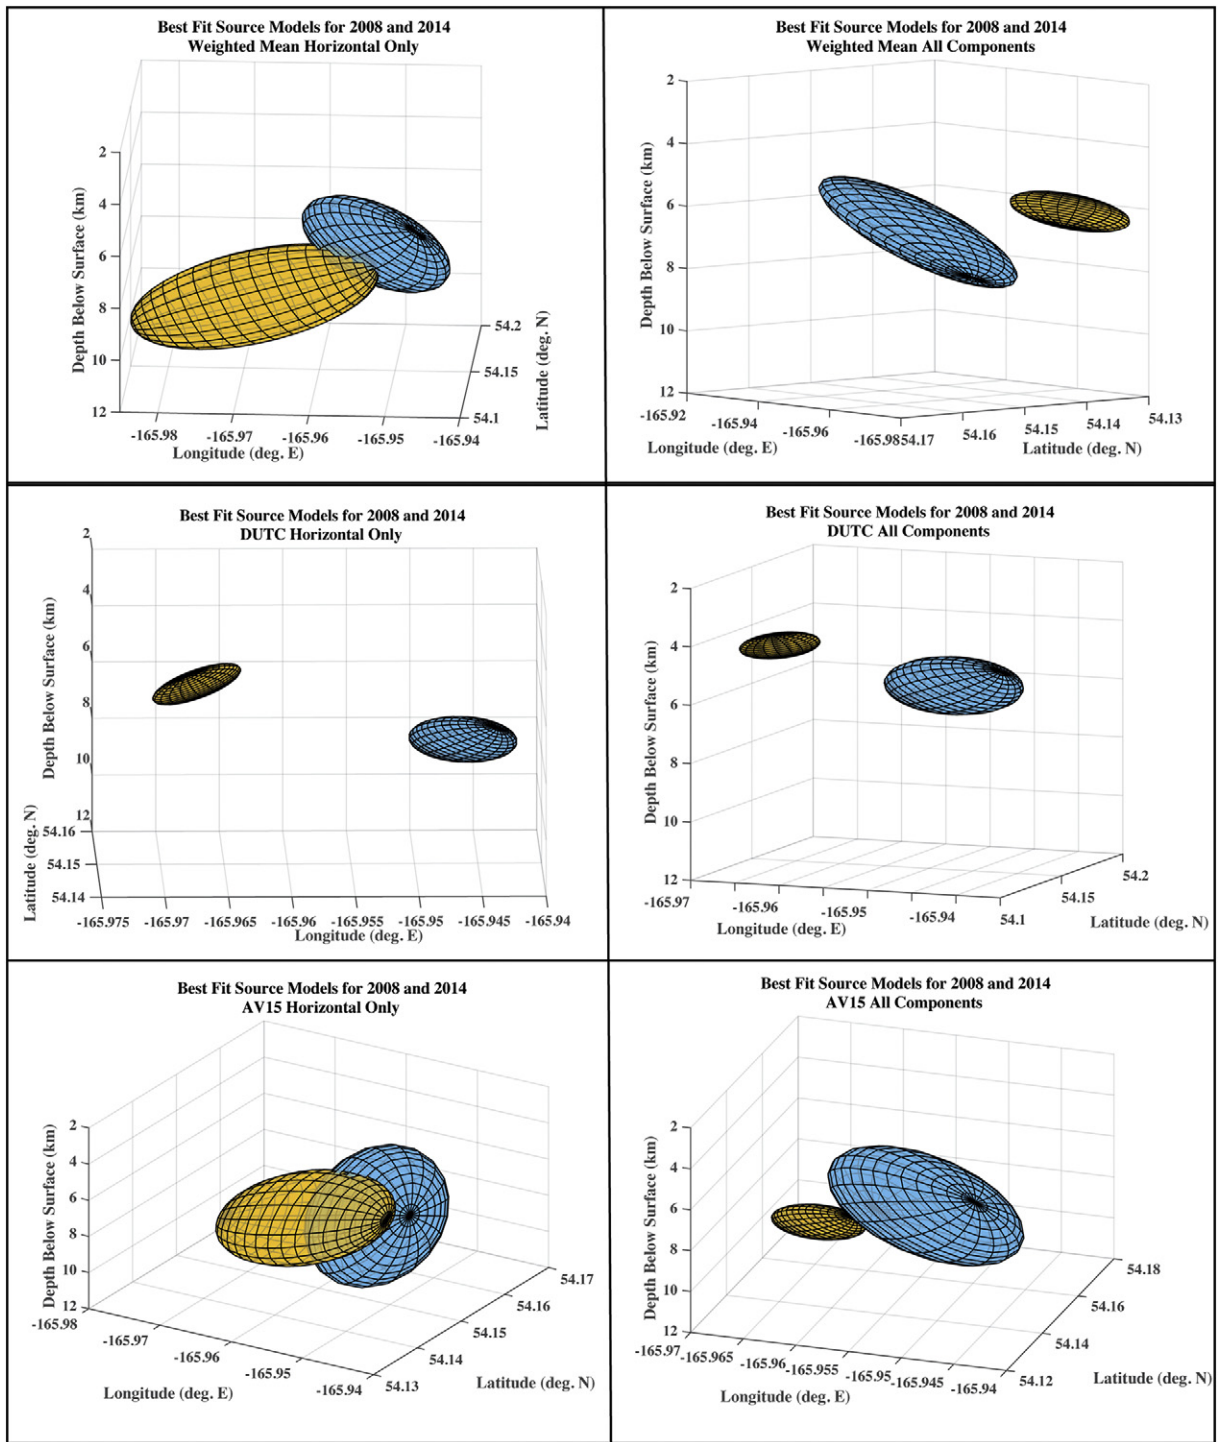 Best Fit Source Models for 2008 and 2014
Weighted Mean Horizontal Only
2
4
6
8
10
12
Depth Below Surface (km)
54.2
54.15
54.1
Latitude (deg. N)
-165.98 -165.97 -165.96 -165.95 -165.94
Longitude (deg. E)
Best Fit Source Models for 2008 and 2014
Weighted Mean All Components
2
4
6
8
10
12
Depth Below Surface (km)
-165.92 -165.94 -165.96 -165.98
54.17 54.16 54.15 54.14 54.13
Longitude (deg. E)
Latitude (deg. N)
Best Fit Source Models for 2008 and 2014
DUTC Horizontal Only
2
4
6
8
10
12
Depth Below Surface (km)
54.16
54.15
54.14
Latitude (deg. N)
-165.975 -165.97 -165.965 -165.96 -165.955 -165.95 -165.945 -165.94
Longitude (deg. E)
Best Fit Source Models for 2008 and 2014
DUTC All Components
2
4
6
8
10
12
Depth Below Surface (km)
-165.97 -165.96 -165.95 -165.94
54.2
54.15
54.1
Longitude (deg. E)
Latitude (deg. N)
Best Fit Source Models for 2008 and 2014
AV15 Horizontal Only
2
4
6
8
10
12
Depth Below Surface (km)
-165.98 -165.97 -165.96 -165.95 -165.94
54.17
54.16
54.15
54.14
54.13
Longitude (deg. E)
Latitude (deg. N)
Best Fit Source Models for 2008 and 2014
AV15 All Components
2
4
6
8
10
12
Depth Below Surface (km)
-165.97 -165.965 -165.96 -165.955 -165.95 -165.945 -165.94
54.18
54.16
54.14
54.12
Longitude (deg. E)
Latitude (deg. N)